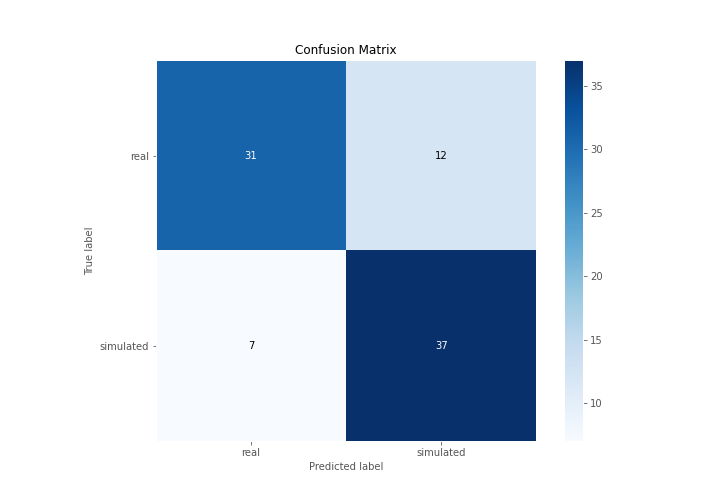 Confusion Matrix
True label
real
31
12
simulated
7
37
real
simulated
Predicted label
35
30
25
20
15
10